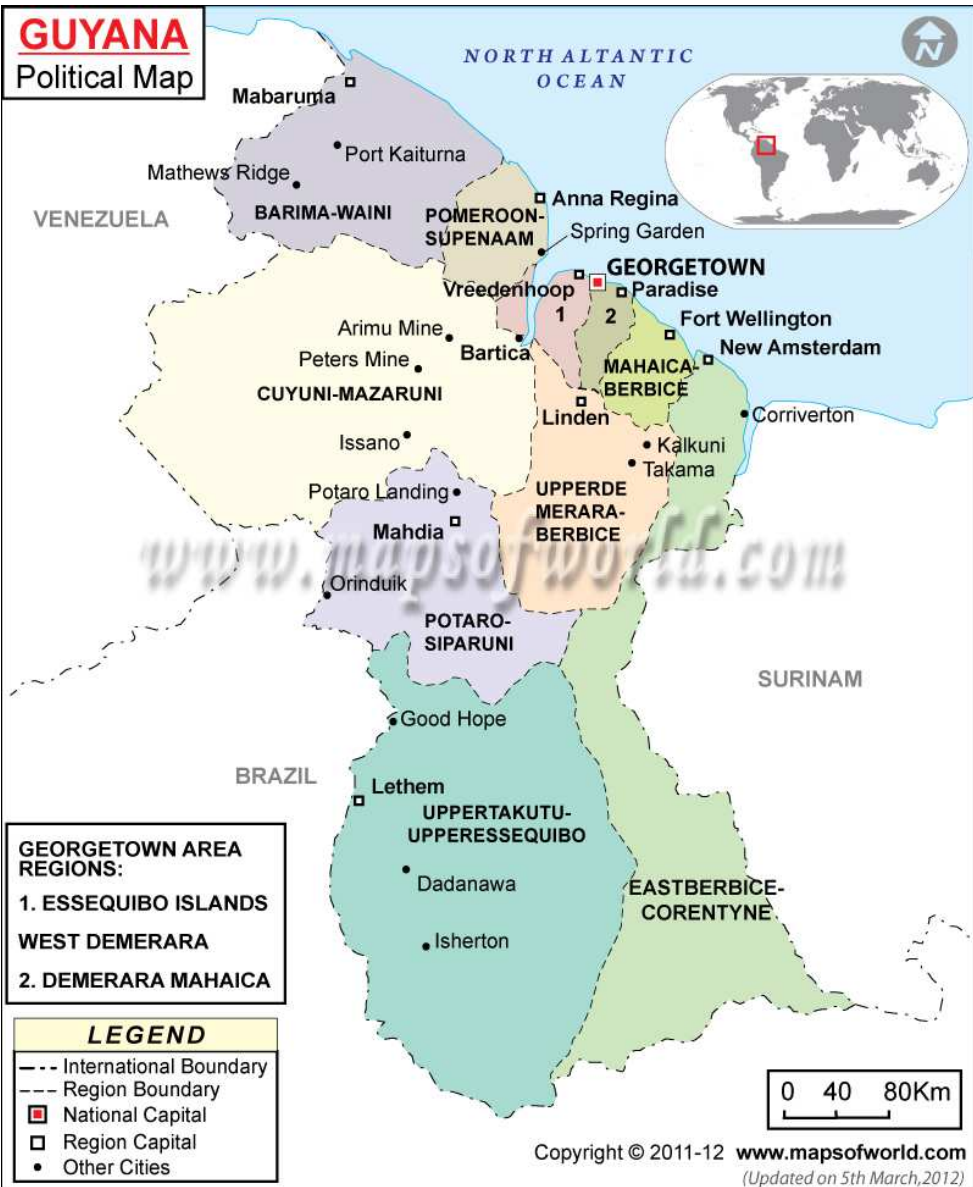 GUYANA
Political Map
NORTH ALTANTIC
OCEAN
N
Mabaruma
Port Kaiturna
Mathews Ridge
BARIMA-WAINI
VENEZUELA
POMEROON-
SUPENAAM
Anna Regina
Spring Garden
GEORGETOWN
Vreedenhoop
Paradise
1
2
Fort Wellington
New Amsterdam
Arimu Mine
Bartica
Peters Mine
MAHAICA-
BERBICE
CUYUNI-MAZARUNI
Linden
Corriverton
Issano
Kalkuni
Takama
Potaro Landing
UPPERDE
MERARA-
BERBICE
Mahdia
www.mapsofworld.com
Orinduik
POTARO-
SIPARUNI
SURINAM
Good Hope
BRAZIL
Lethem
UPPERTAKUTU-
UPPERESSEQUIBO
Dadanawa
EASTBERBICE-
CORENTYNE
Isherton
GEORGETOWN AREA
REGIONS:
1. ESSEQUIBO ISLANDS
WEST DEMERARA
2. DEMERARA MAHAICA
LEGEND
International Boundary
Region Boundary
National Capital
Region Capital
Other Cities
0 40 80Km
Copyright © 2011-12 www.mapsofworld.com
(Updated on 5th March,2012)